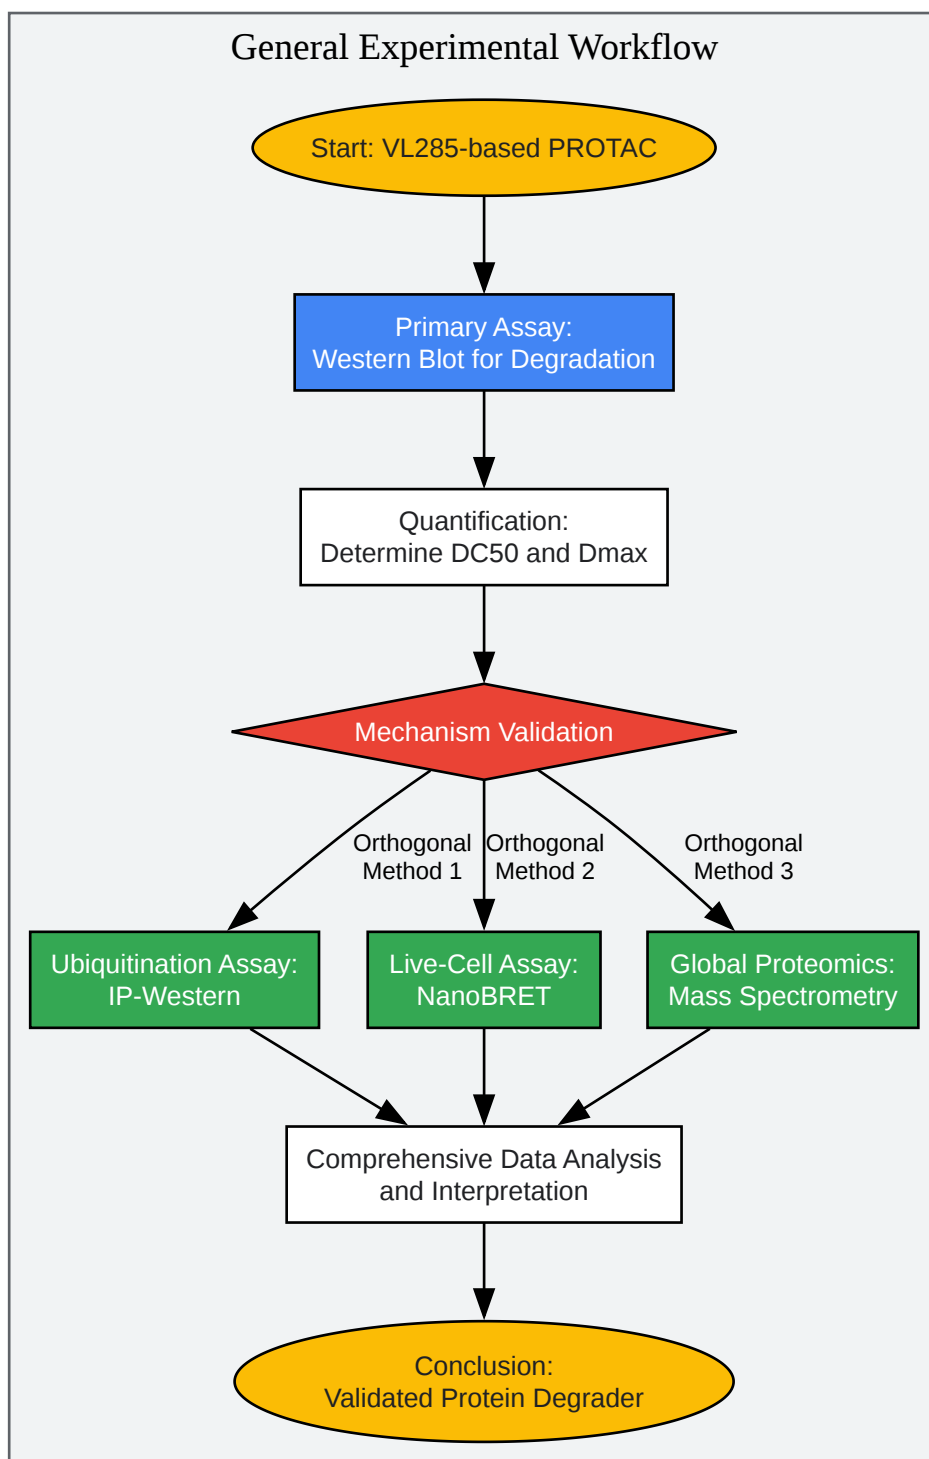 General Experimental Workflow
Start: VL285-based PROTAC
Primary Assay:
Western Blot for Degradation
Quantification:
Determine DC50 and Dmax
Mechanism Validation
Orthogonal
Method 1
Orthogonal
Method 2
Orthogonal
Method 3
Ubiquitination Assay:
IP-Western
Live-Cell Assay:
NanoBRET
Global Proteomics:
Mass Spectrometry
Comprehensive Data Analysis
and Interpretation
Conclusion:
Validated Protein Degrader